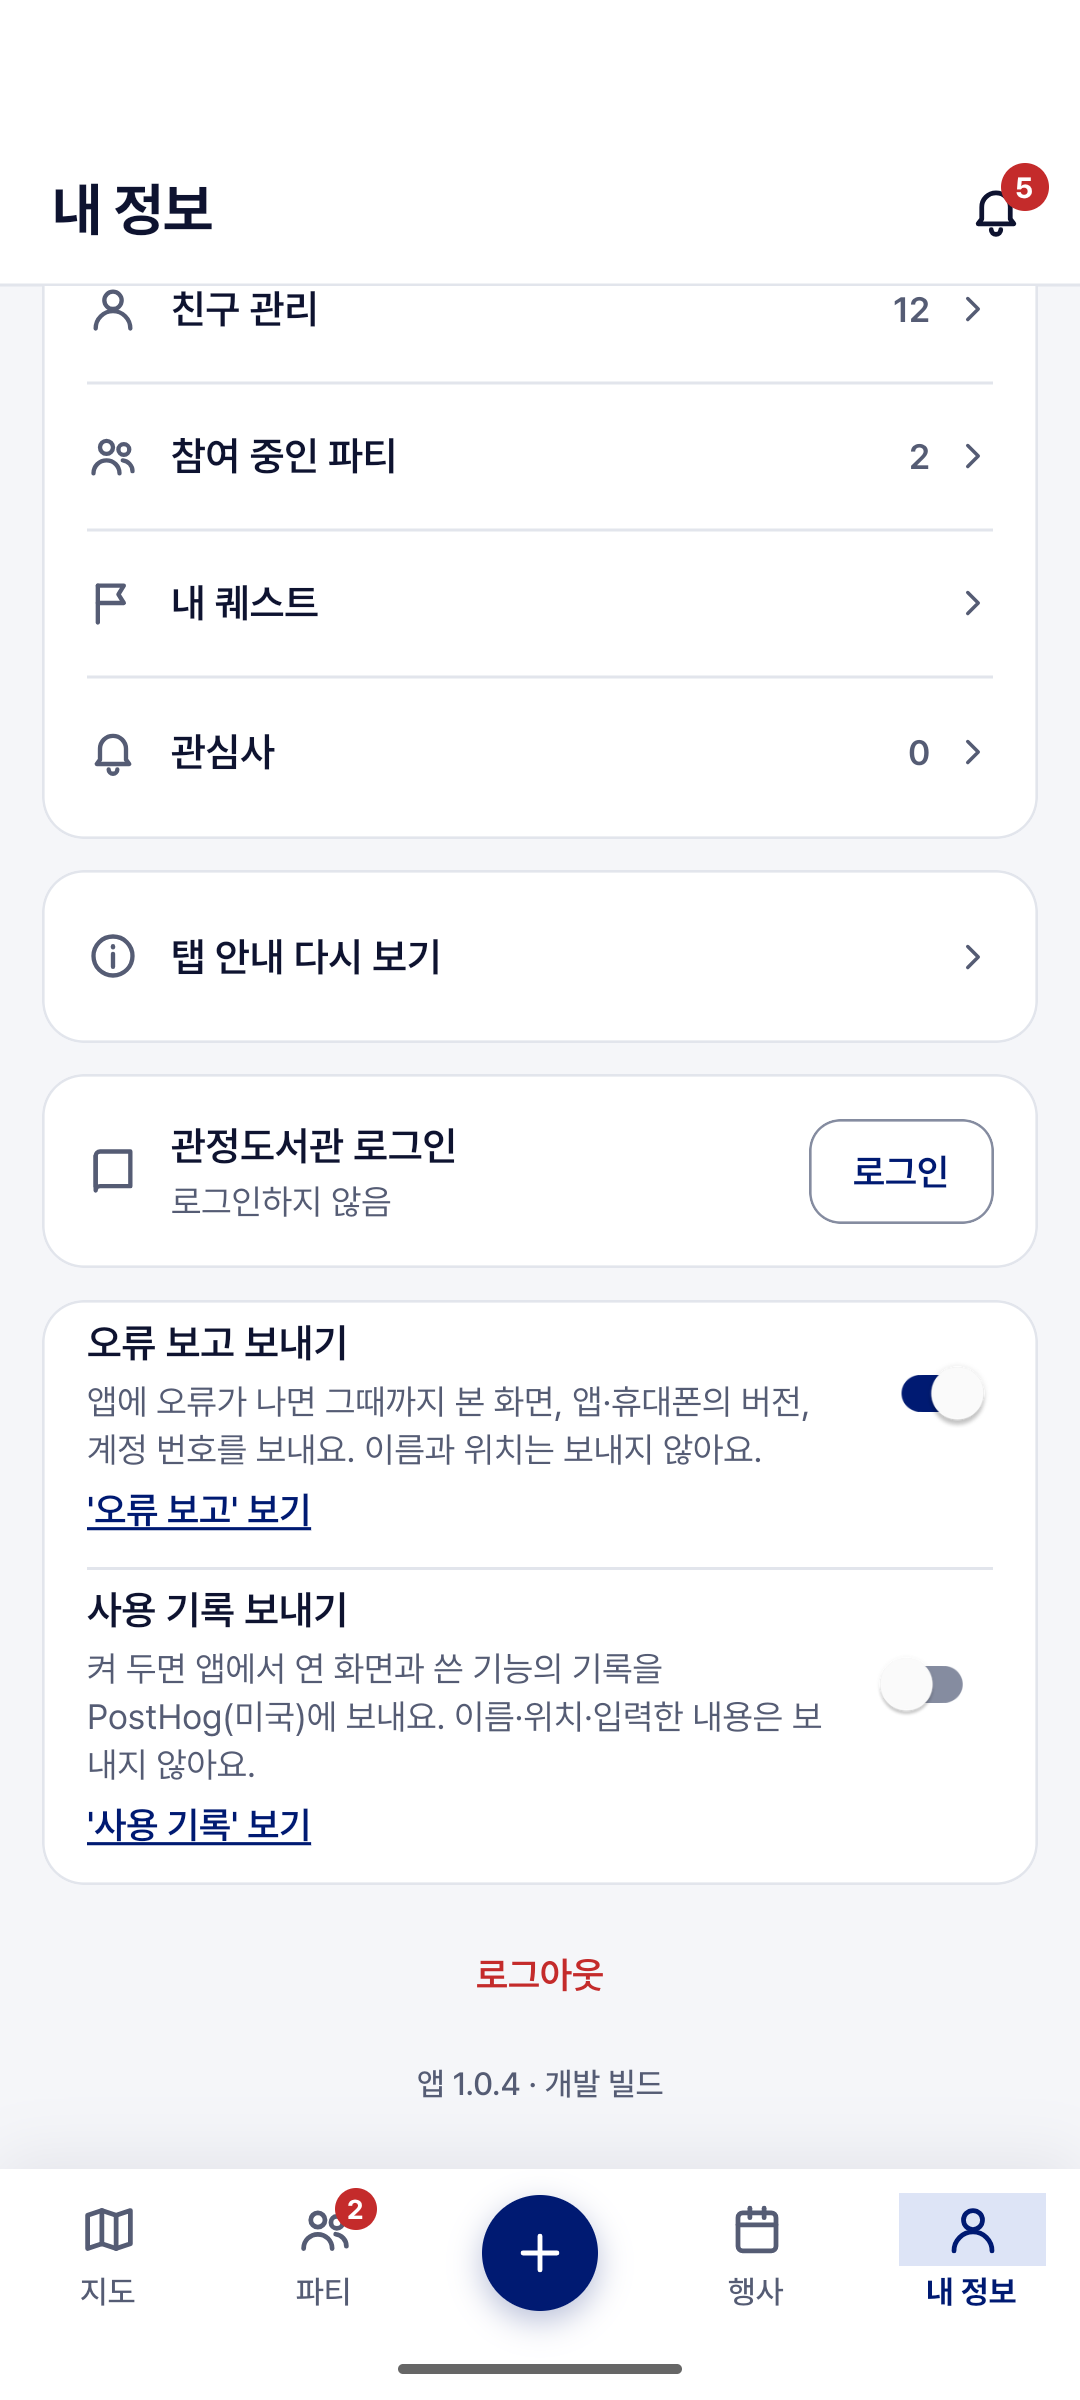 내 정보
5
친구 관리
12
참여 중인 파티
2
내 퀘스트
관심사
0
탭 안내 다시 보기
관정도서관 로그인
로그인하지 않음
로그인
오류 보고 보내기
앱에 오류가 나면 그때까지 본 화면, 앱·휴대폰의 버전,
계정 번호를 보내요. 이름과 위치는 보내지 않아요.
'오류 보고' 보기
사용 기록 보내기
켜 두면 앱에서 연 화면과 쓴 기능의 기록을
PostHog(미국)에 보내요. 이름·위치·입력한 내용은 보
내지 않아요.
'사용 기록' 보기
로그아웃
앱 1.0.4 · 개발 빌드
2
지도
파티
행사
내 정보